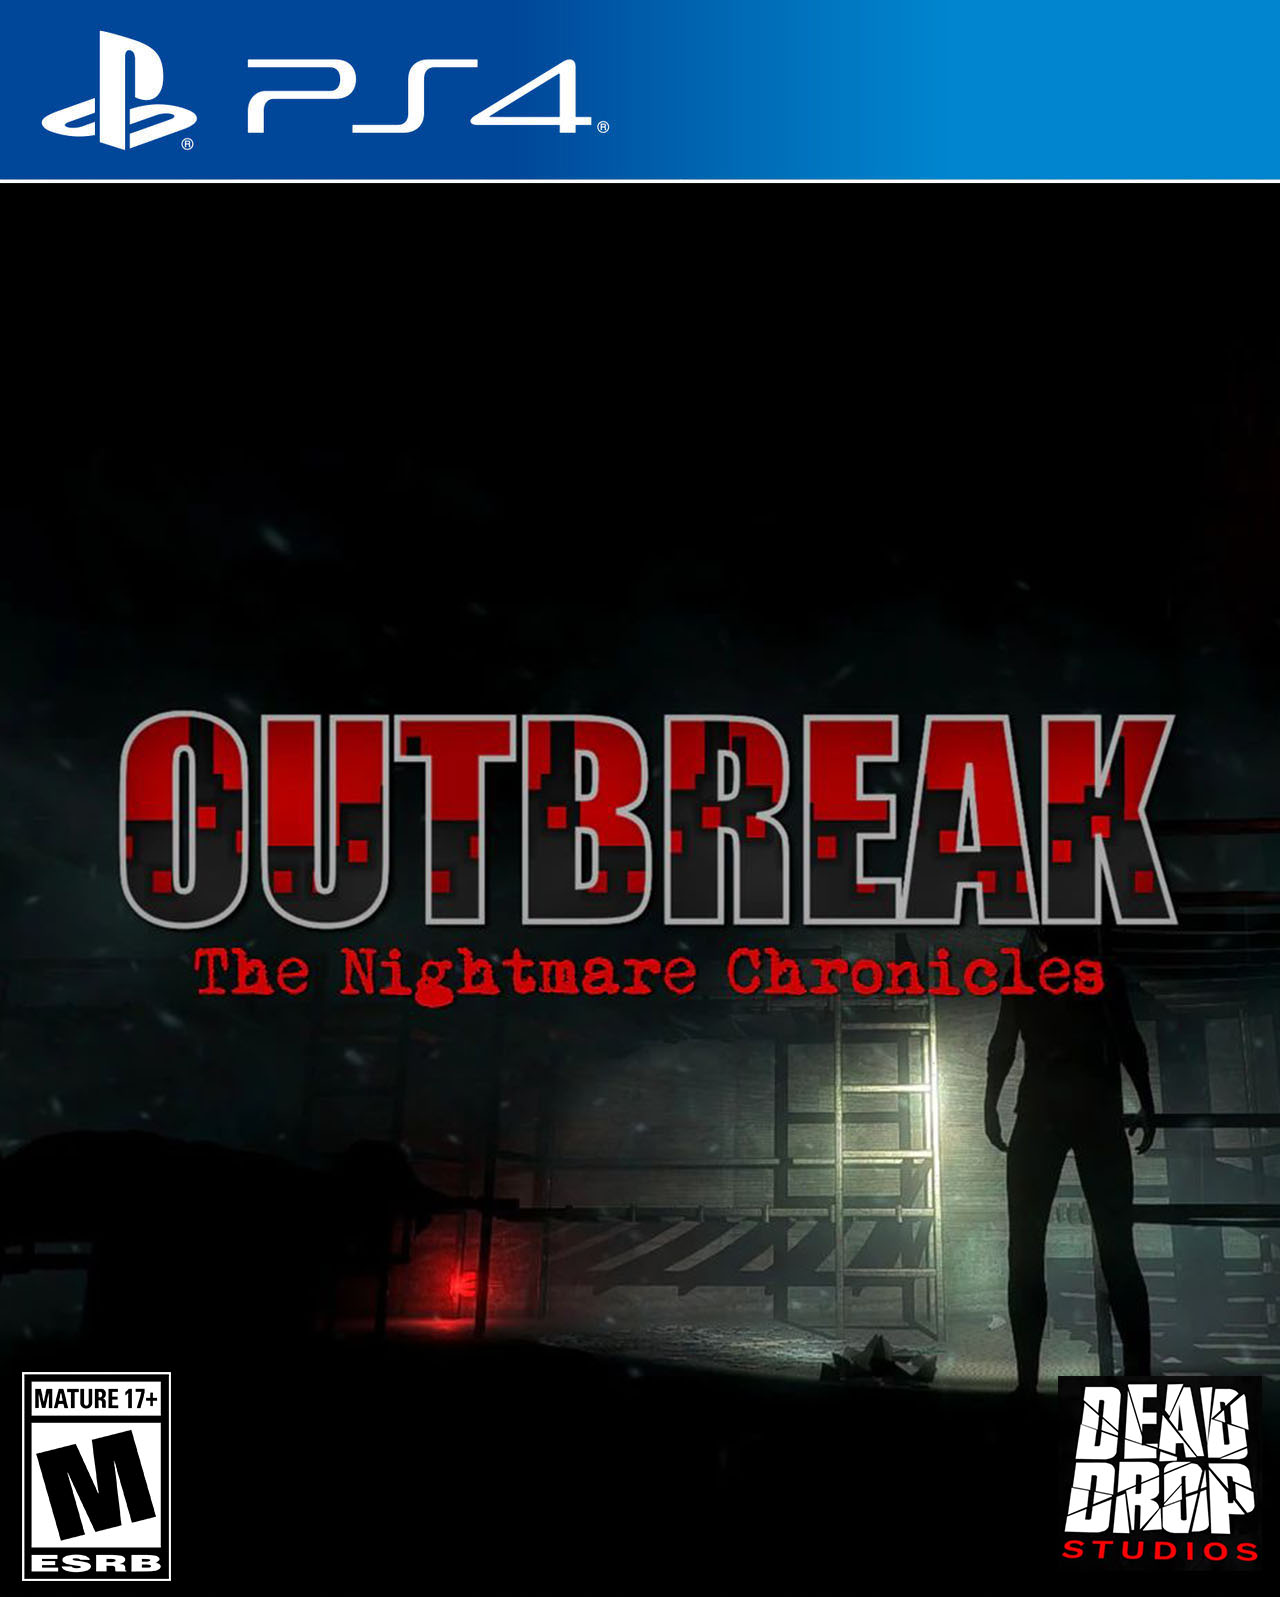 PS4®
®
OUTBREAK
The Nightmare Chronicles
MATURE 17+
M
ESRB
DEAD
DROP
STUDIOS